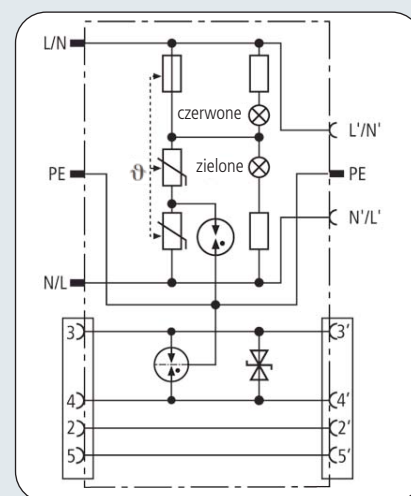 L/N
czerwone
L'/N'
PE
ϑ
zielone
PE
N'/L'
N/L
3
3'
4
4'
2
2'
5
5'